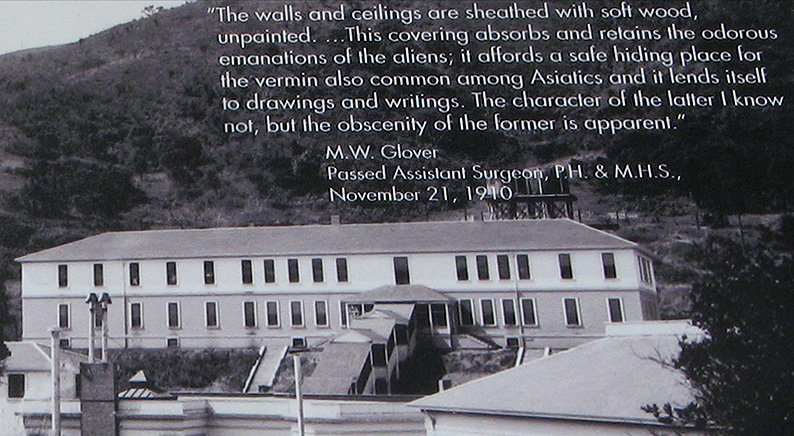 “The walls and ceilings are sheathed with soft wood,
unpainted. ...This covering absorbs and retains the odorous
emanations of the aliens; it affords a safe hiding place for
the vermin also common among Asiatics and it lends itself
to drawings and writings. The character of the latter I know
not, but the obscenity of the former is apparent.”
M.W. Glover
Passed Assistant Surgeon, P.H. & M.H.S.,
November 21, 1910